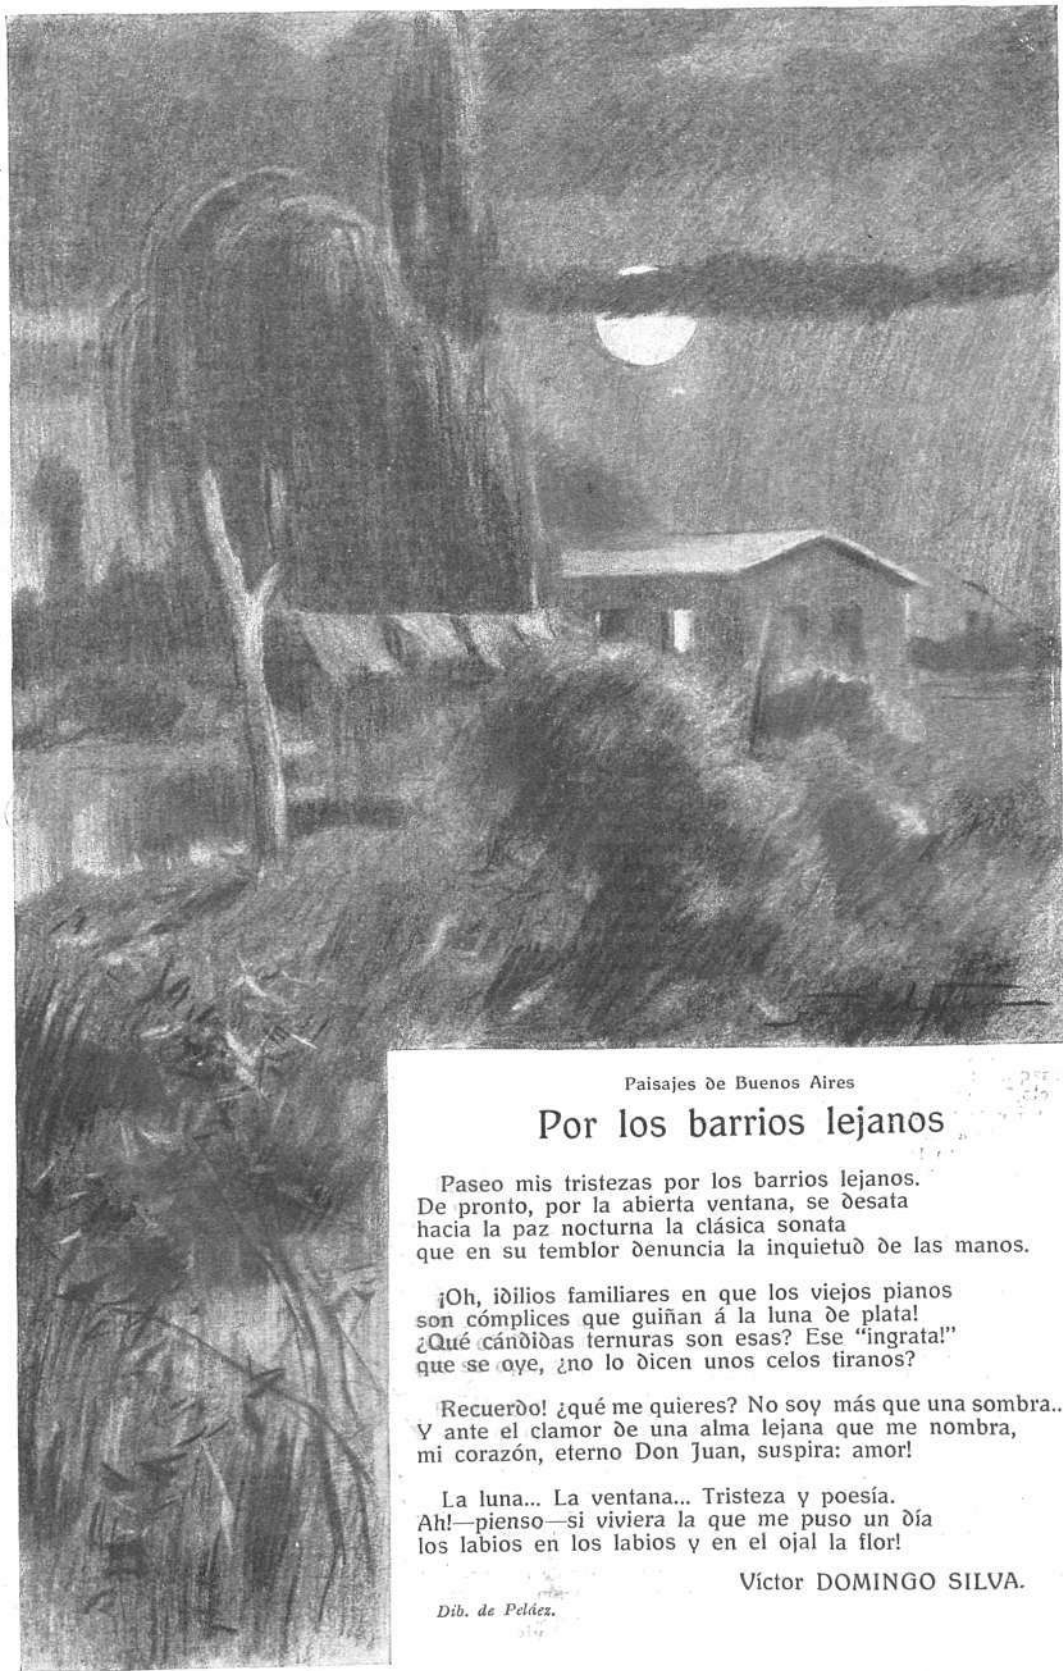 Paisajes de Buenos Aires
Por los barrios lejanos
Paseo mis tristezas por los barrios lejanos.
De pronto, por la abierta ventana, se desata
hacia la paz nocturna la clásica sonata
que en su temblor denuncia la inquietud de las manos.
¡Oh, idilios familiares en que los viejos pianos
son cómplices que guiñan á la luna de plata!
¿Qué cándidas ternuras son esas? Ese “ingrata!”
que se oye, ¿no lo dicen unos celos tiranos?
Recuerdo! ¿qué me quieres? No soy más que una sombra..
Y ante el clamor de una alma lejana que me nombra,
mi corazón, eterno Don Juan, suspira: amor!
La luna... La ventana... Tristeza y poesía.
Ah!—pienso—si viviera la que me puso un día
los labios en los labios y en el ojal la flor!
Víctor DOMINGO SILVA.
Dib. de Peláez.